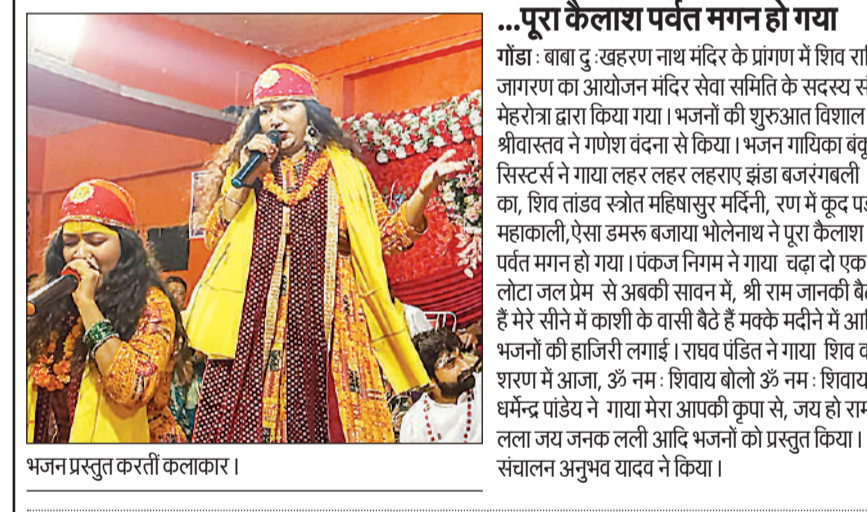 ...पूरा कैलाश पर्वत मगन हो गया
गोंडा : बाबा दु :खहरण नाथ मंदिर के प्रांगण में शिव
जागरण का आयोजन मंदिर सेवा समिति के सदस्य
मेहरोत्रा द्वारा किया गया। भजनों की शुरुआत विशाल
श्रीवास्तव ने गणेश वंदना से किया। भजन गायिका
सिस्टर्स ने गाया लहर लहर लहराए झंडा बजरंगबली
का, शिव तांडव स्त्रोत महिषासुर मर्दिनी, रण में कूद
महाकाली,ऐसा डमरू बजाया भोलेनाथ ने पूरा कैलाश
पर्वत मगन हो गया। पंकज निगम ने गाया चढ़ा दो एक
लोटा जल प्रेम से अबकी सावन में, श्री राम जानकी
हैं मेरे सीने में काशी के वासी बैठे हैं मक्के मदीने में
भजनों की हाजिरी लगाई। राघव पंडित ने गाया शिव
शरण में आजा, ॐ नम : शिवाय बोलो ॐ नम : शिवाय
धर्मेन्द्र पांडेय ने गाया मेरा आपकी कृपा से, जय हो
लला जय जनक लली आदि भजनों को प्रस्तुत किया।
संचालन अनुभव यादव ने किया।
भजन प्रस्तुत करतीं कलाकार।